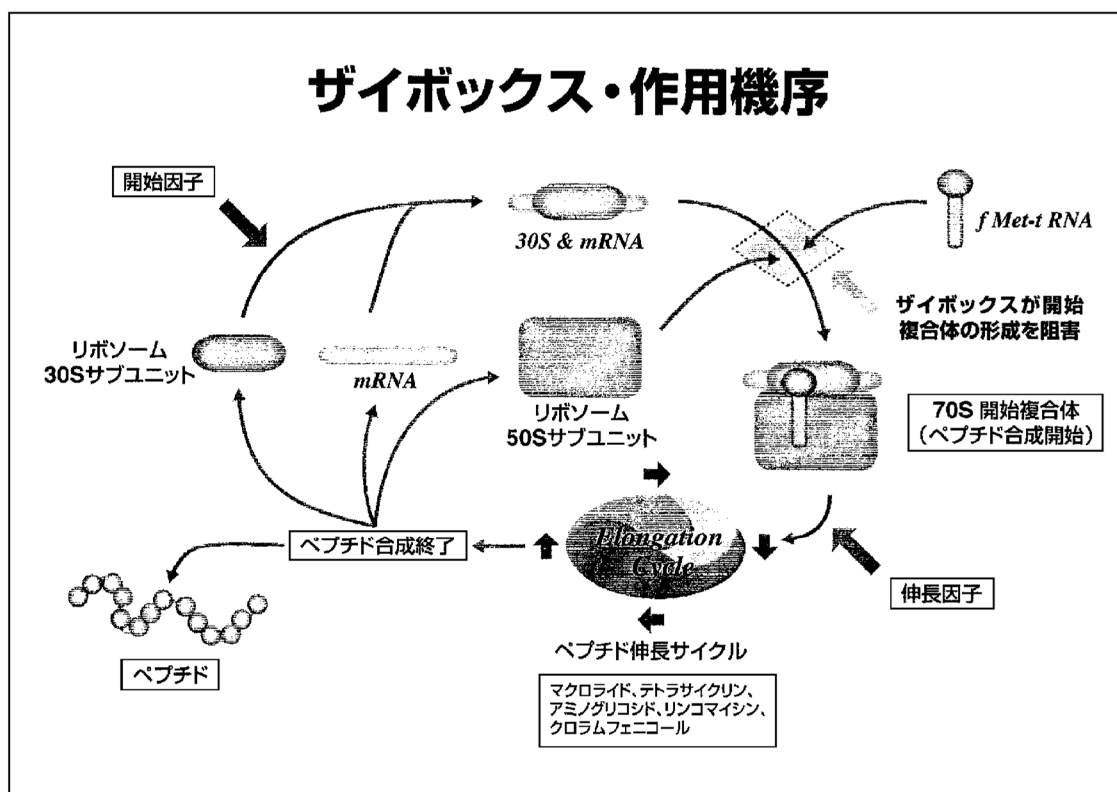 ザイボックス・作用機序
開始因子
30S & mRNA
f Met-t RNA
ザイボックスが開始
複合体の形成を阻害
リボソーム
30Sサブユニット
mRNA
リボソーム
50Sサブユニット
70S 開始複合体
（ペプチド合成開始）
ペプチド合成終了
Elongation
Cycle
伸長因子
ペプチド
ペプチド伸長サイクル
マクロライド、テトラサイクリン、
アミノグリコシド、リンコマイシン、
クロラムフェニコール